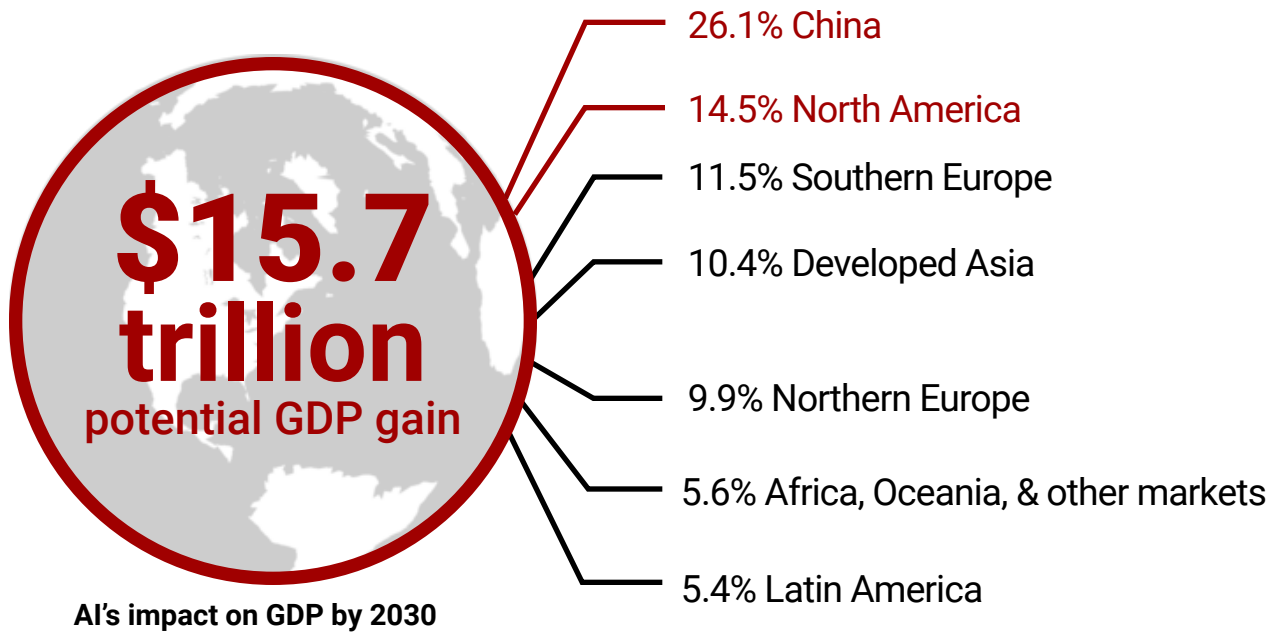 $15.7
trillion
potential GDP gain
AI’s impact on GDP by 2030
26.1% China
14.5% North America
11.5% Southern Europe
10.4% Developed Asia
9.9% Northern Europe
5.6% Africa, Oceania, & other markets
5.4% Latin America